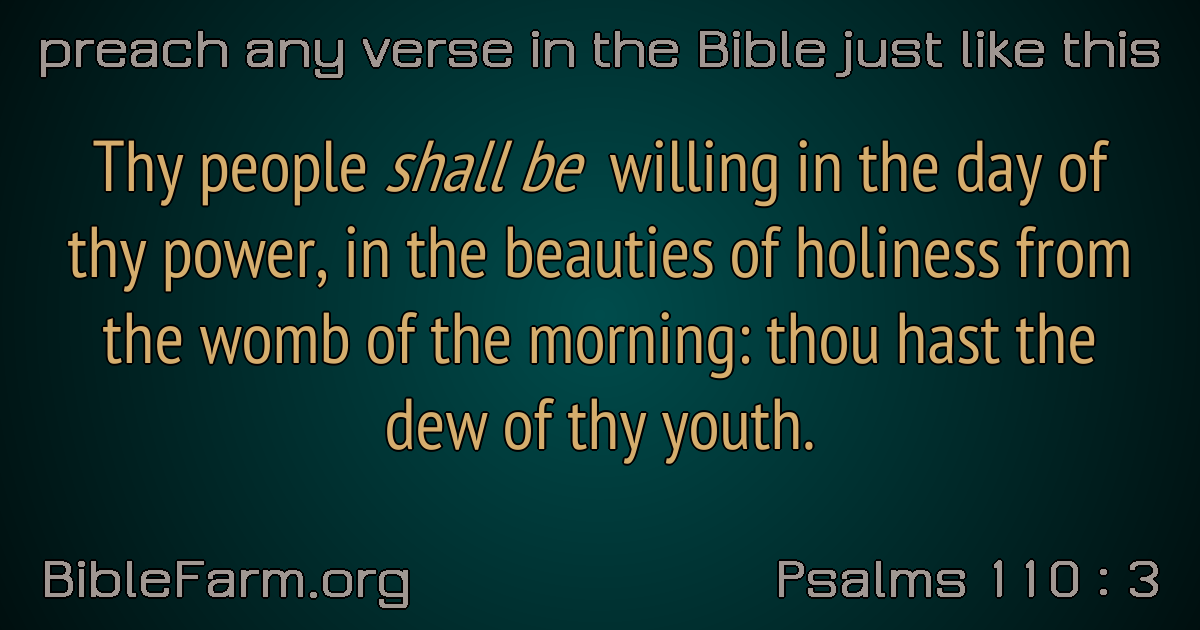 preach any verse in the Bible just like this
Thy people shall be willing in the day of
thy power, in the beauties of holiness from
the womb of the morning: thou hast the
dew of thy youth.
BibleFarm.org
Psalms 110 : 3